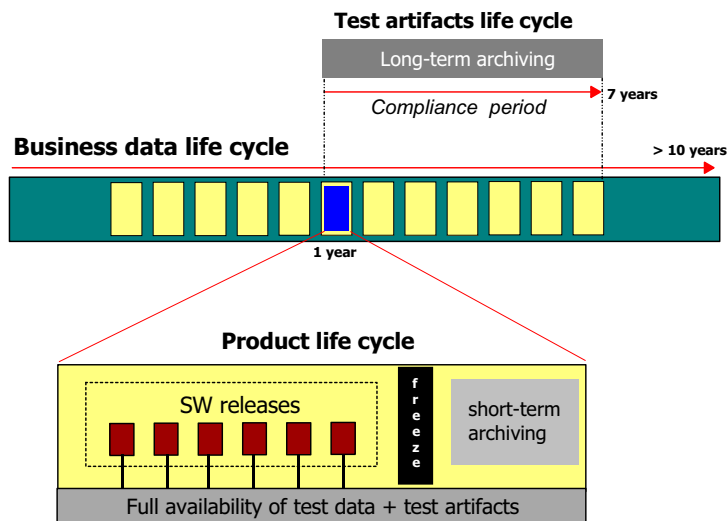 Test artifacts life cycle
Long-term archiving
7 years
Compliance period
Business data life cycle
> 10 years
1 year
Product life cycle
SW releases
freeze
short-term
archiving
Full availability of test data + test artifacts